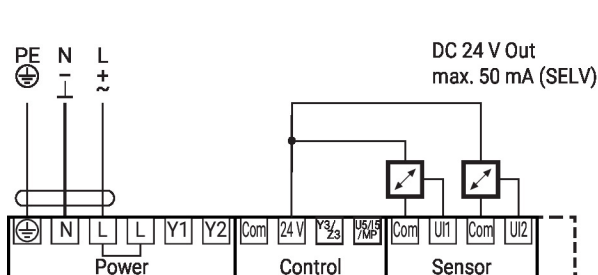 PE N L
DC 24 V Out
max. 50 mA (SELV)
N L L Y1 Y2 Com 24 V Y3/Z3 U5/I5/MP Com UI1 Com UI2
Power Control Sensor